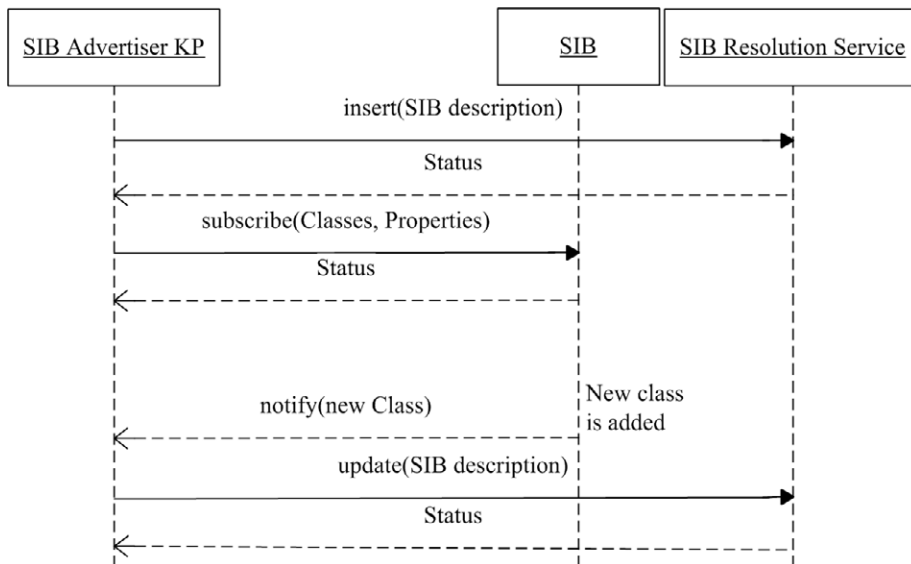 SIB Advertiser KP
SIB
SIB Resolution Service
insert(SIB description)
Status
subscribe(Classes, Properties)
Status
notify(new Class)
New class
is added
update(SIB description)
Status